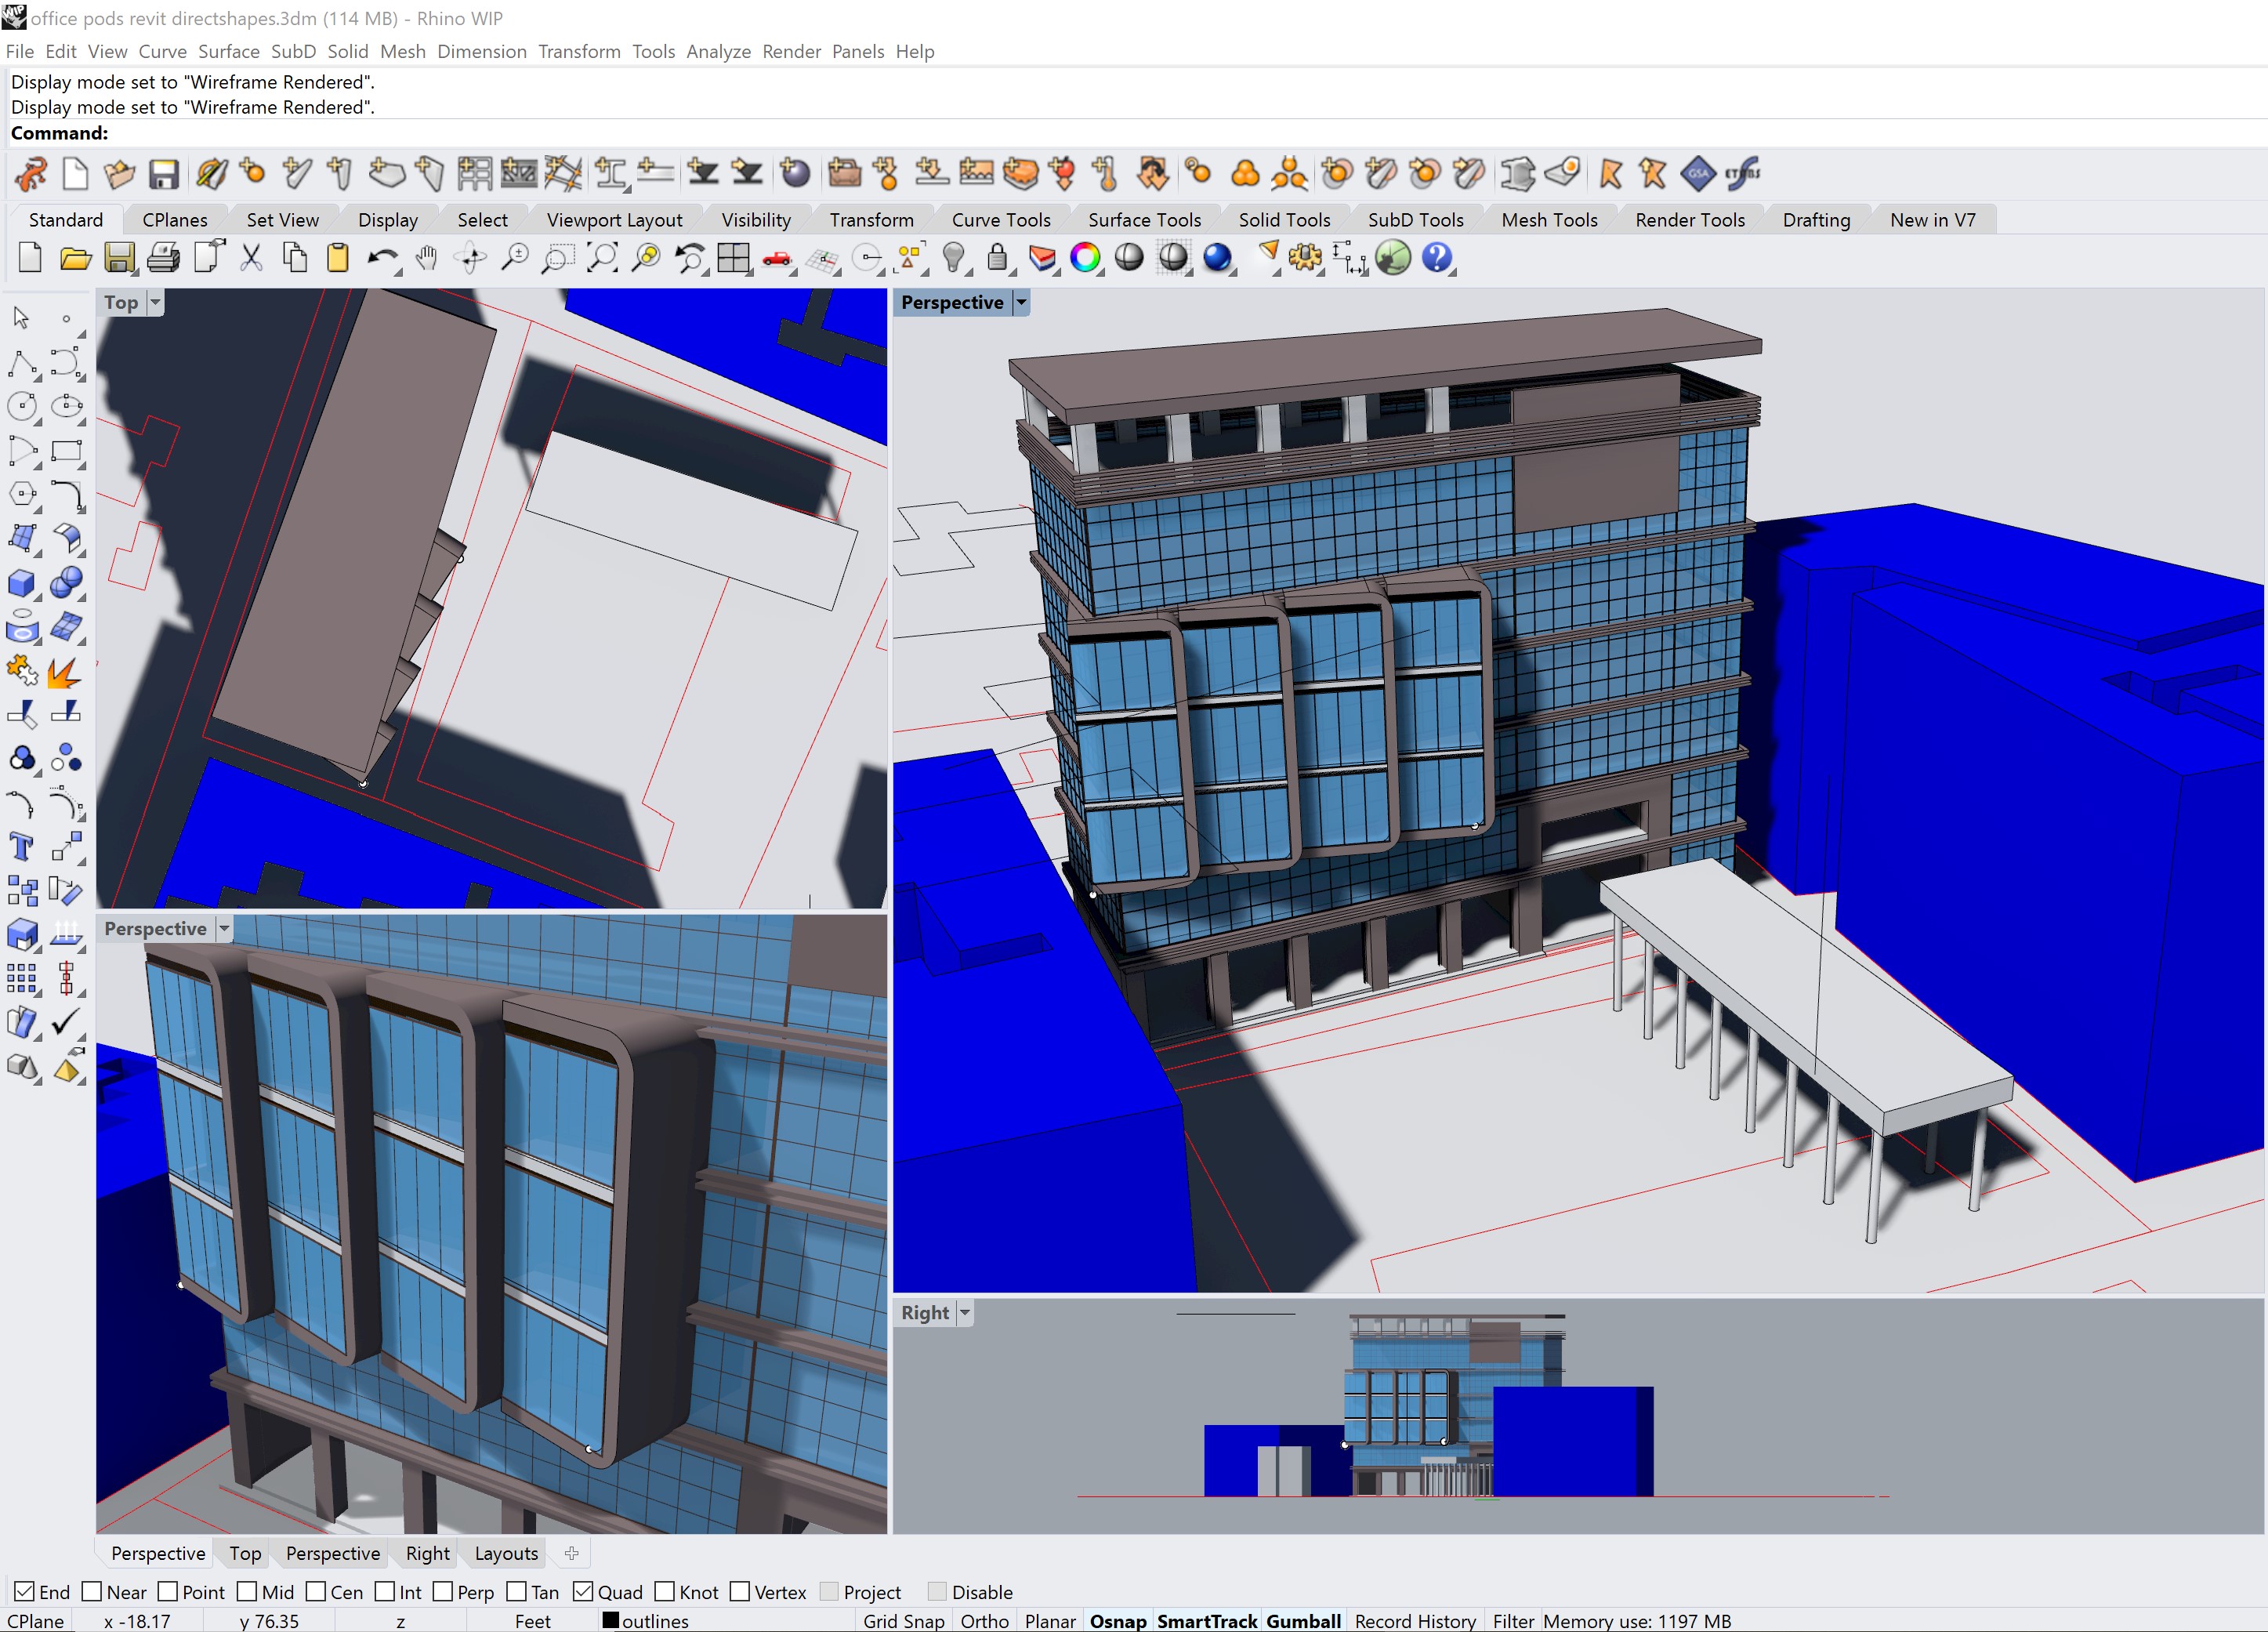 WIP office pods revit directshapes.3dm (114 MB) - Rhino WIP
File Edit View Curve Surface SubD Solid Mesh Dimension Transform Tools Analyze Render Panels Help
Display mode set to "Wireframe Rendered".
Display mode set to "Wireframe Rendered".
Command:
GSA ETABS
Standard CPlanes Set View Display Select Viewport Layout Visibility Transform Curve Tools Surface Tools Solid Tools SubD Tools Mesh Tools Render Tools Drafting New in V7
Top
Perspective
Perspective
Right
Perspective Top Perspective Right Layouts
End Near Point Mid Cen Int Perp Tan Quad Knot Vertex Project Disable
CPlane x -18.17 y 76.35 z Feet outlines Grid Snap Ortho Planar Osnap SmartTrack Gumball Record History Filter Memory use: 1197 MB